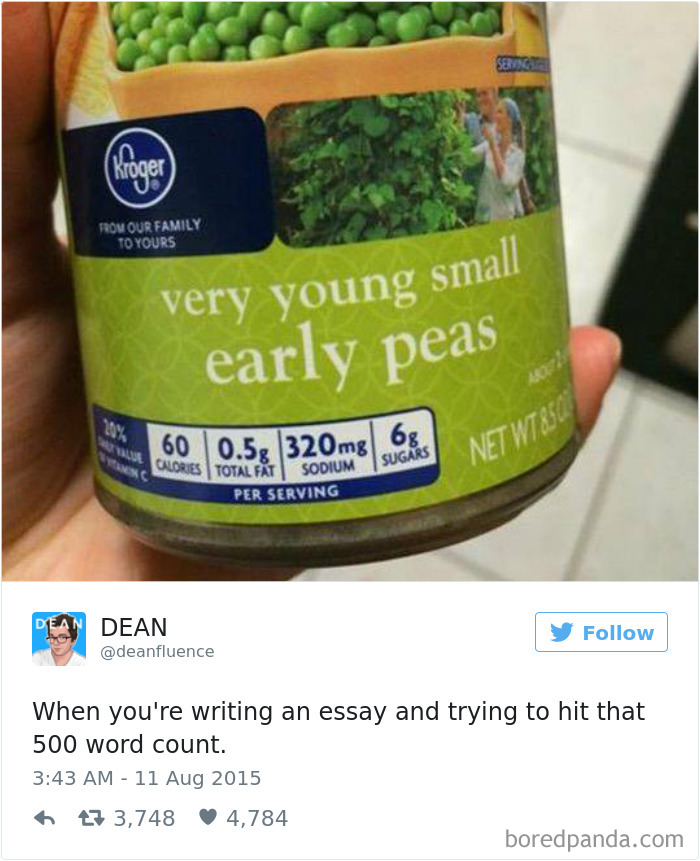 SERVING
Kroger
FROM OUR FAMILY
TO YOURS
very young small
early peas
ABOUT
20%
DAILY VALUE
OF VITAMIN C
60
CALORIES
0.5g
TOTAL FAT
320mg
SODIUM
6g
SUGARS
PER SERVING
NET WT 8.5
DEAN
DEAN
@deanfluence
Follow
When you're writing an essay and trying to hit that
500 word count.
3:43 AM - 11 Aug 2015
3,748
4,784
boredpanda.com